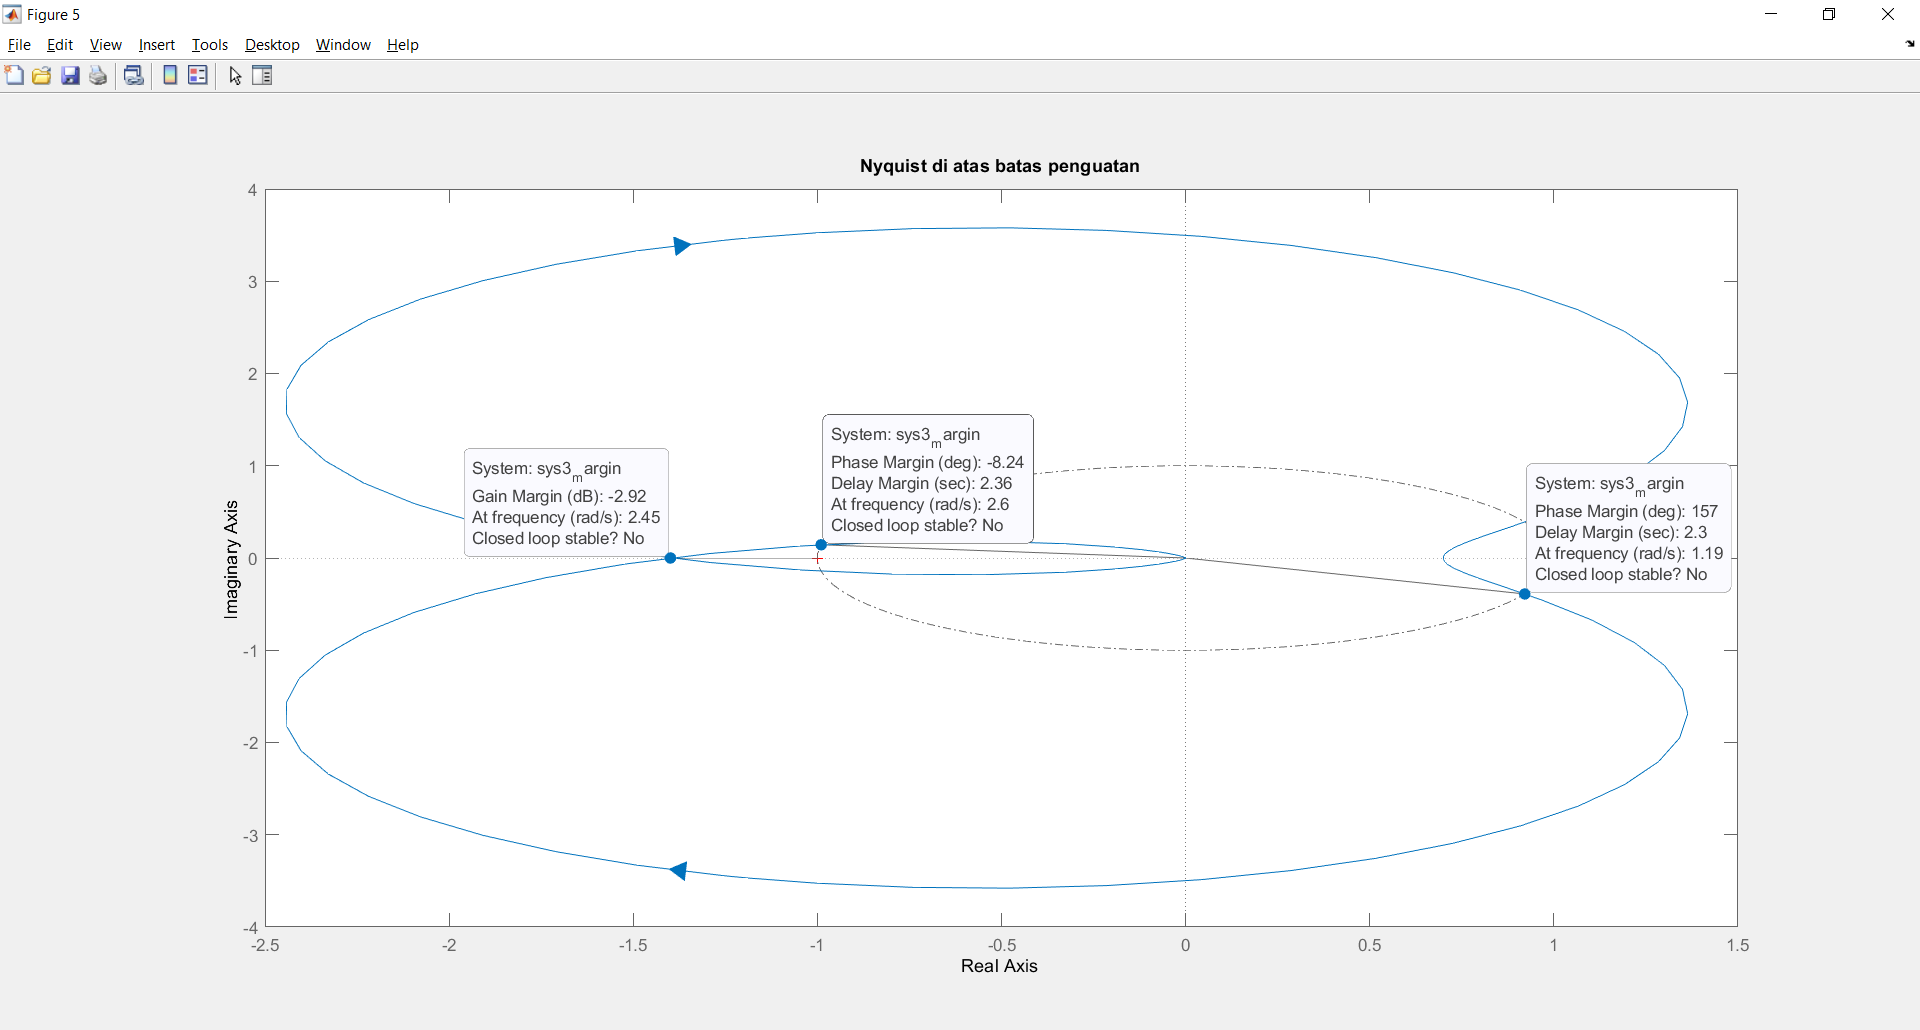 Figure 5
File Edit View Insert Tools Desktop Window Help
Nyquist di atas batas penguatan
4
3
2
1
0
-1
-2
-3
-4
Imaginary Axis
System: sys3margin
Gain Margin (dB): -2.92
At frequency (rad/s): 2.45
Closed loop stable? No
System: sys3margin
Phase Margin (deg): -8.24
Delay Margin (sec): 2.36
At frequency (rad/s): 2.6
Closed loop stable? No
System: sys3margin
Phase Margin (deg): 157
Delay Margin (sec): 2.3
At frequency (rad/s): 1.19
Closed loop stable? No
-2.5 -2 -1.5 -1 -0.5 0 0.5 1 1.5
Real Axis